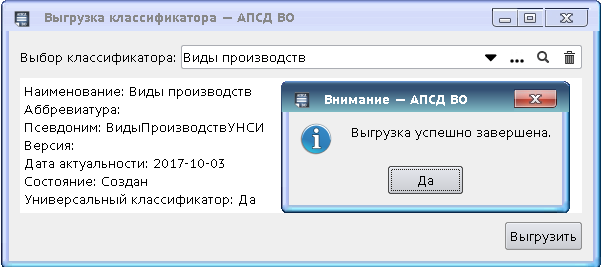 Выгрузка классификатора — АПСД ВО
Выбор классификатора: Виды производств
Наименование: Виды производств
Аббревиатура:
Псевдоним: ВидыПроизводствУНСИ
Версия:
Дата актуальности: 2017-10-03
Состояние: Создан
Универсальный классификатор: Да
Внимание — АПСД ВО
Выгрузка успешно завершена.
Да
Выгрузить